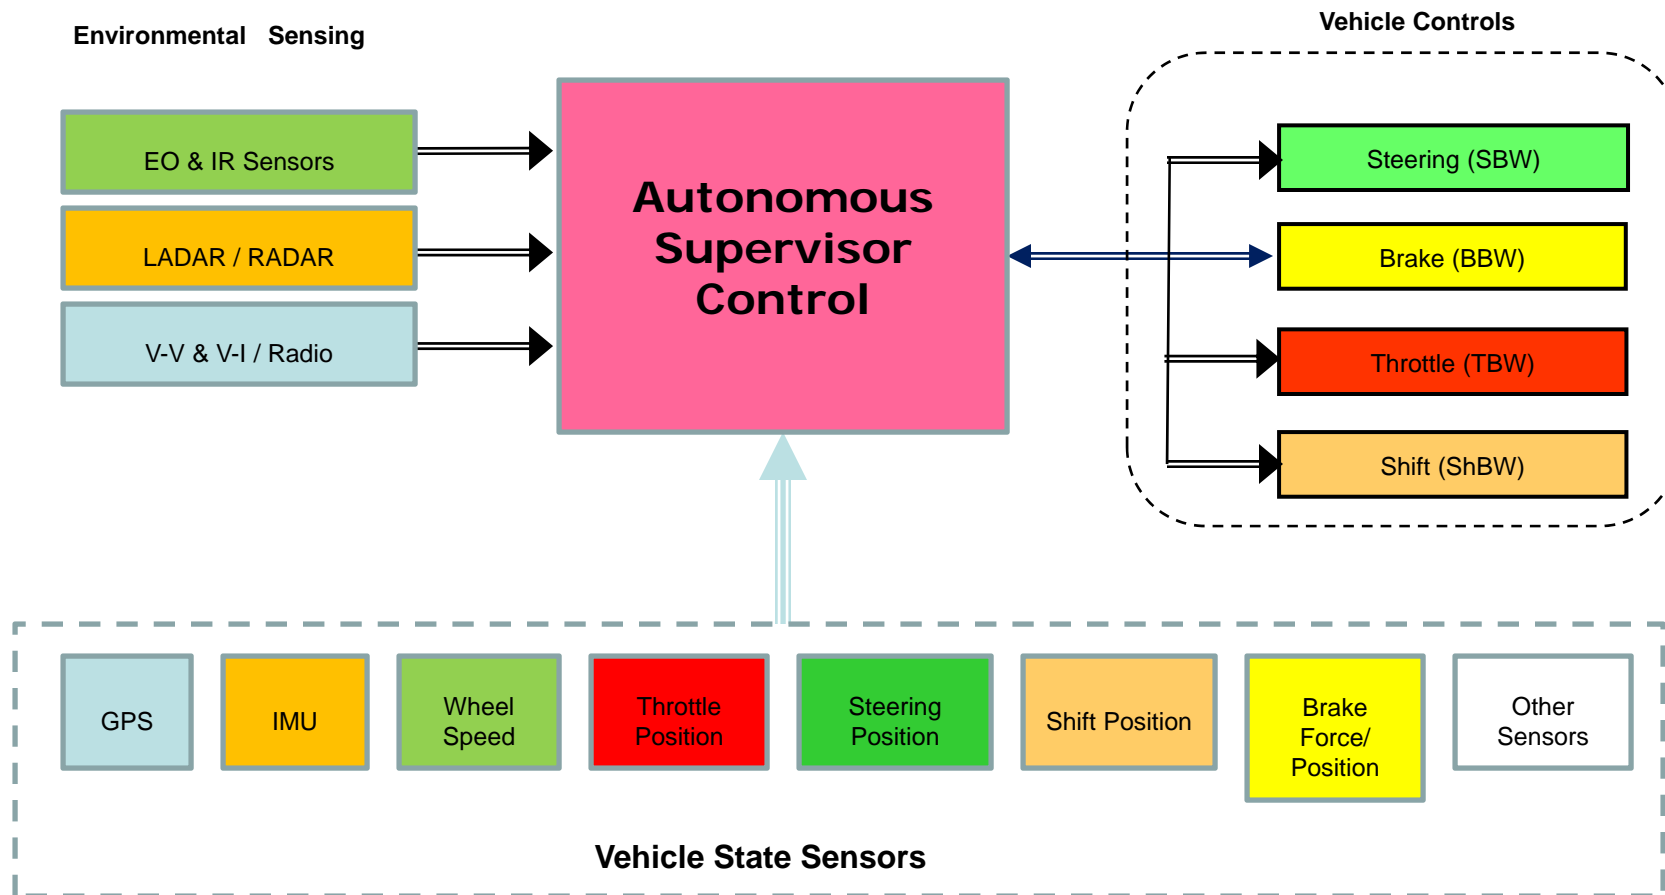 Vehicle Controls
Environmental Sensing
EO & IR Sensors
LADAR / RADAR
V-V & V-I / Radio
Autonomous
Supervisor
Control
Steering (SBW)
Brake (BBW)
Throttle (TBW)
Shift (ShBW)
GPS
IMU
Wheel
Speed
Throttle
Position
Steering
Position
Shift Position
Brake
Force/
Position
Other
Sensors
Vehicle State Sensors